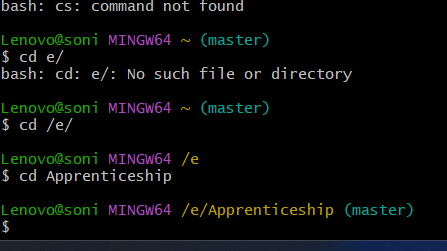 bash: cs: command not found
Lenovo@soni MINGW64 ~ (master)
$ cd e/
bash: cd: e/: No such file or directory
Lenovo@soni MINGW64 ~ (master)
$ cd /e/
Lenovo@soni MINGW64 /e
$ cd Apprenticeship
Lenovo@soni MINGW64 /e/Apprenticeship (master)
$